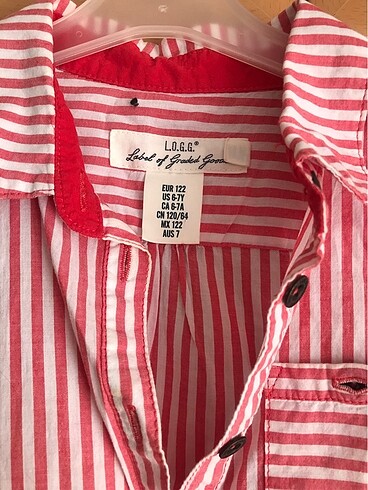 L.O.G.G.®
Label of Graded Goods
EUR 122
US 6-7Y
CA 6-7A
CN 120/64
MX 122
AUS 7